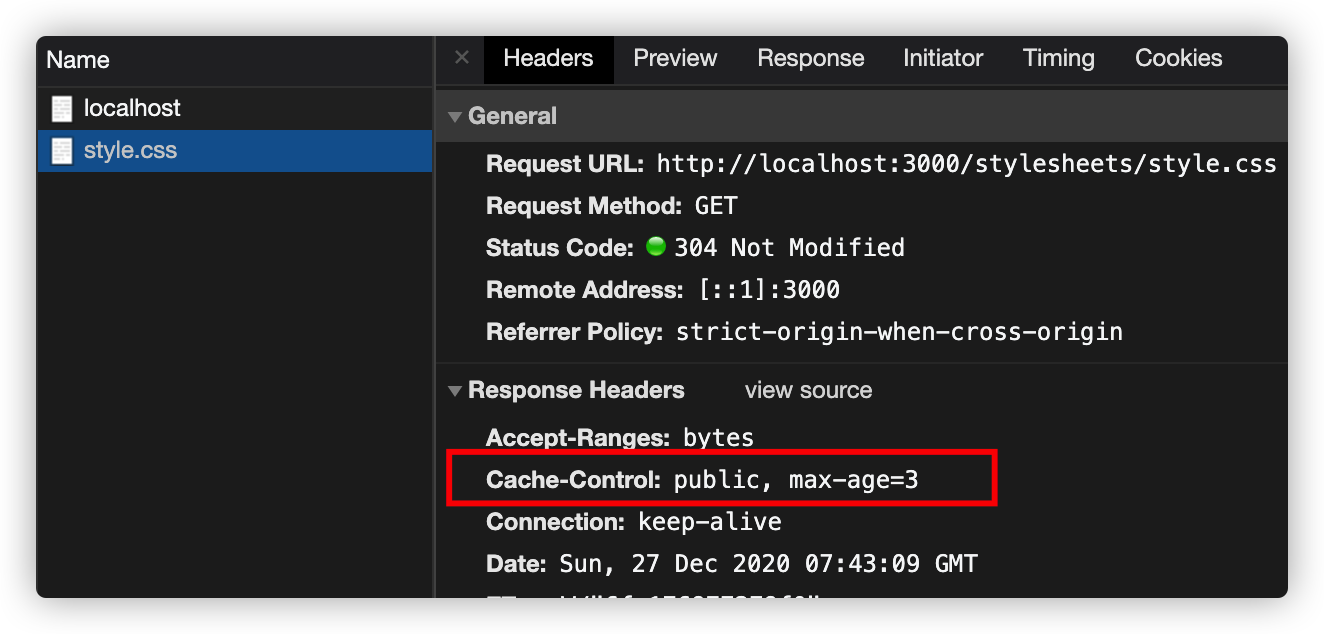 Name
× Headers Preview Response Initiator Timing Cookies
localhost
style.css
General
Request URL: http://localhost:3000/stylesheets/style.css
Request Method: GET
Status Code: 304 Not Modified
Remote Address: [::1]:3000
Referrer Policy: strict-origin-when-cross-origin
Response Headers view source
Accept-Ranges: bytes
Cache-Control: public, max-age=3
Connection: keep-alive
Date: Sun, 27 Dec 2020 07:43:09 GMT